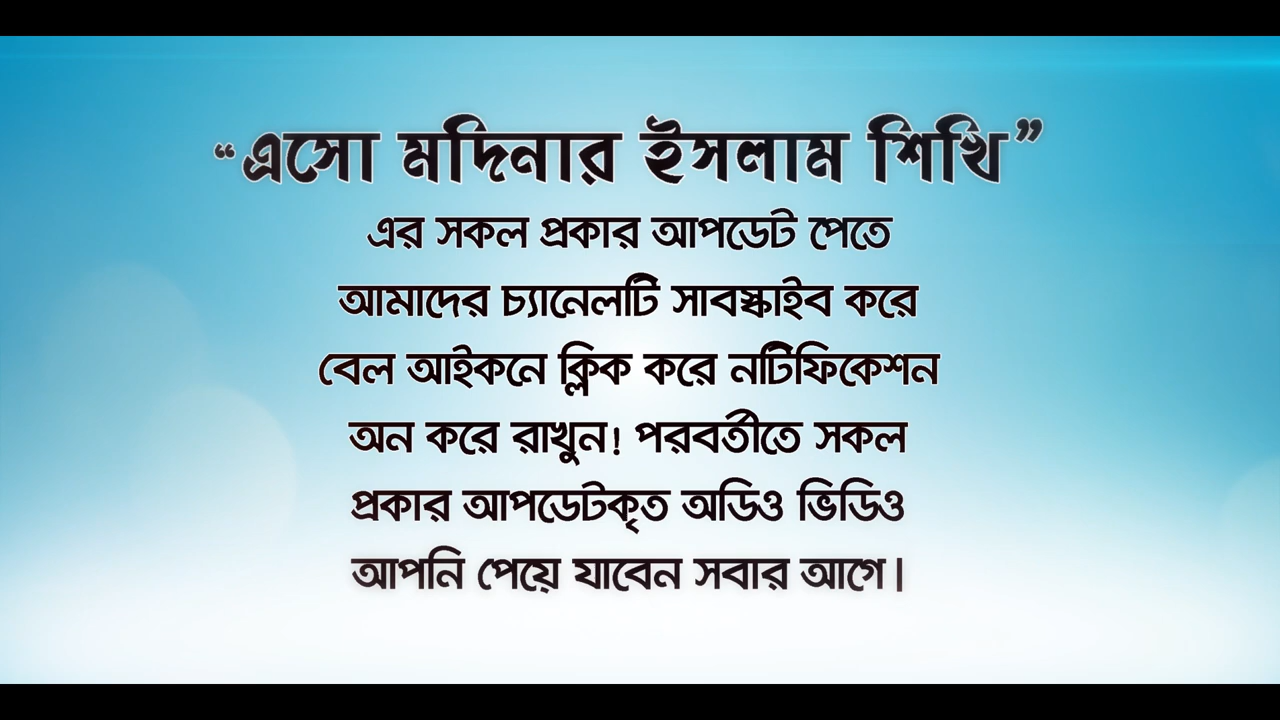 “এসো মদিনার ইসলাম শিখি”
এর সকল প্রকার আপডেট পেতে
আমাদের চ্যানেলটি সাবস্ক্রাইব করে
বেল আইকনে ক্লিক করে নটিফিকেশন
অন করে রাখুন! পরবর্তীতে সকল
প্রকার আপডেটকৃত অডিও ভিডিও
আপনি পেয়ে যাবেন সবার আগে।